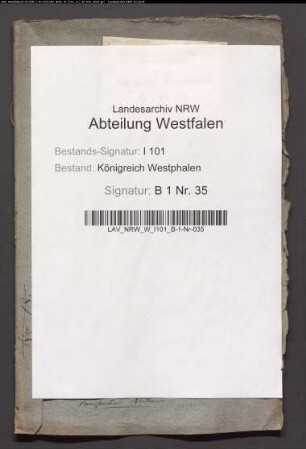 Landesarchiv NRW
Abteilung Westfalen
Bestands-Signatur: I 101
Bestand: Königreich Westphalen
Signatur: B 1 Nr. 35
LAV_NRW_W_I101_B-1-Nr-035